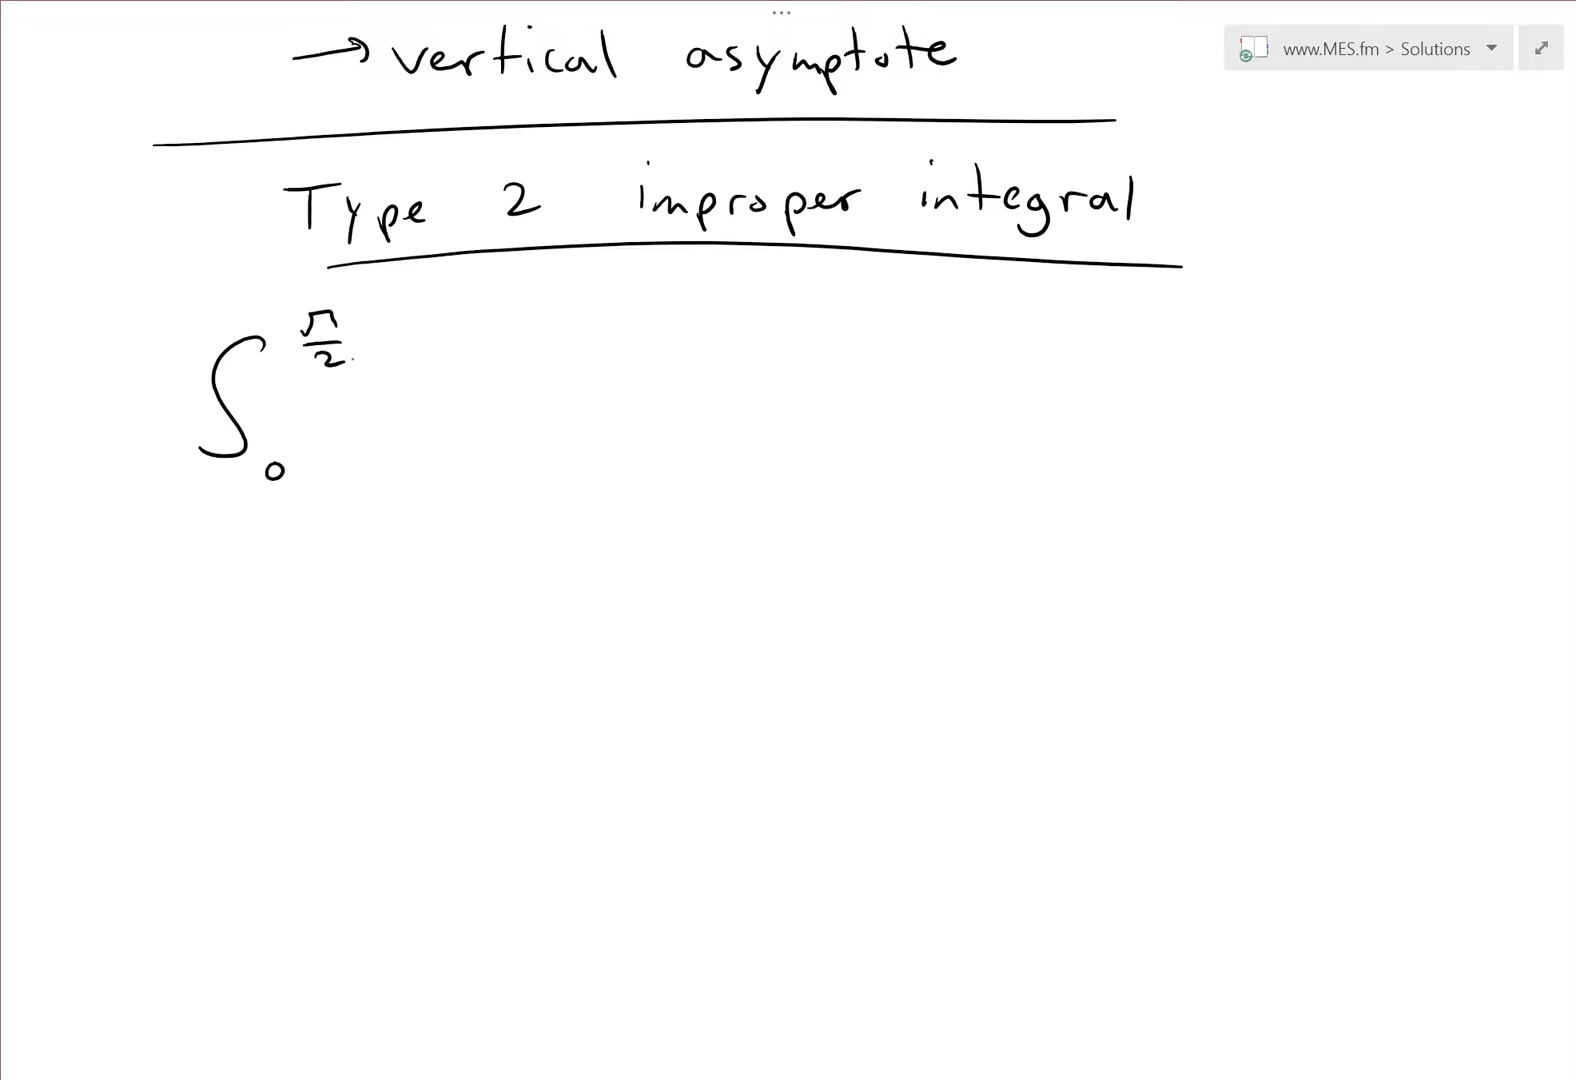 → vertical asymptote
www.MES.fm > Solutions
Type 2 improper integral
∫₀^(π/2)